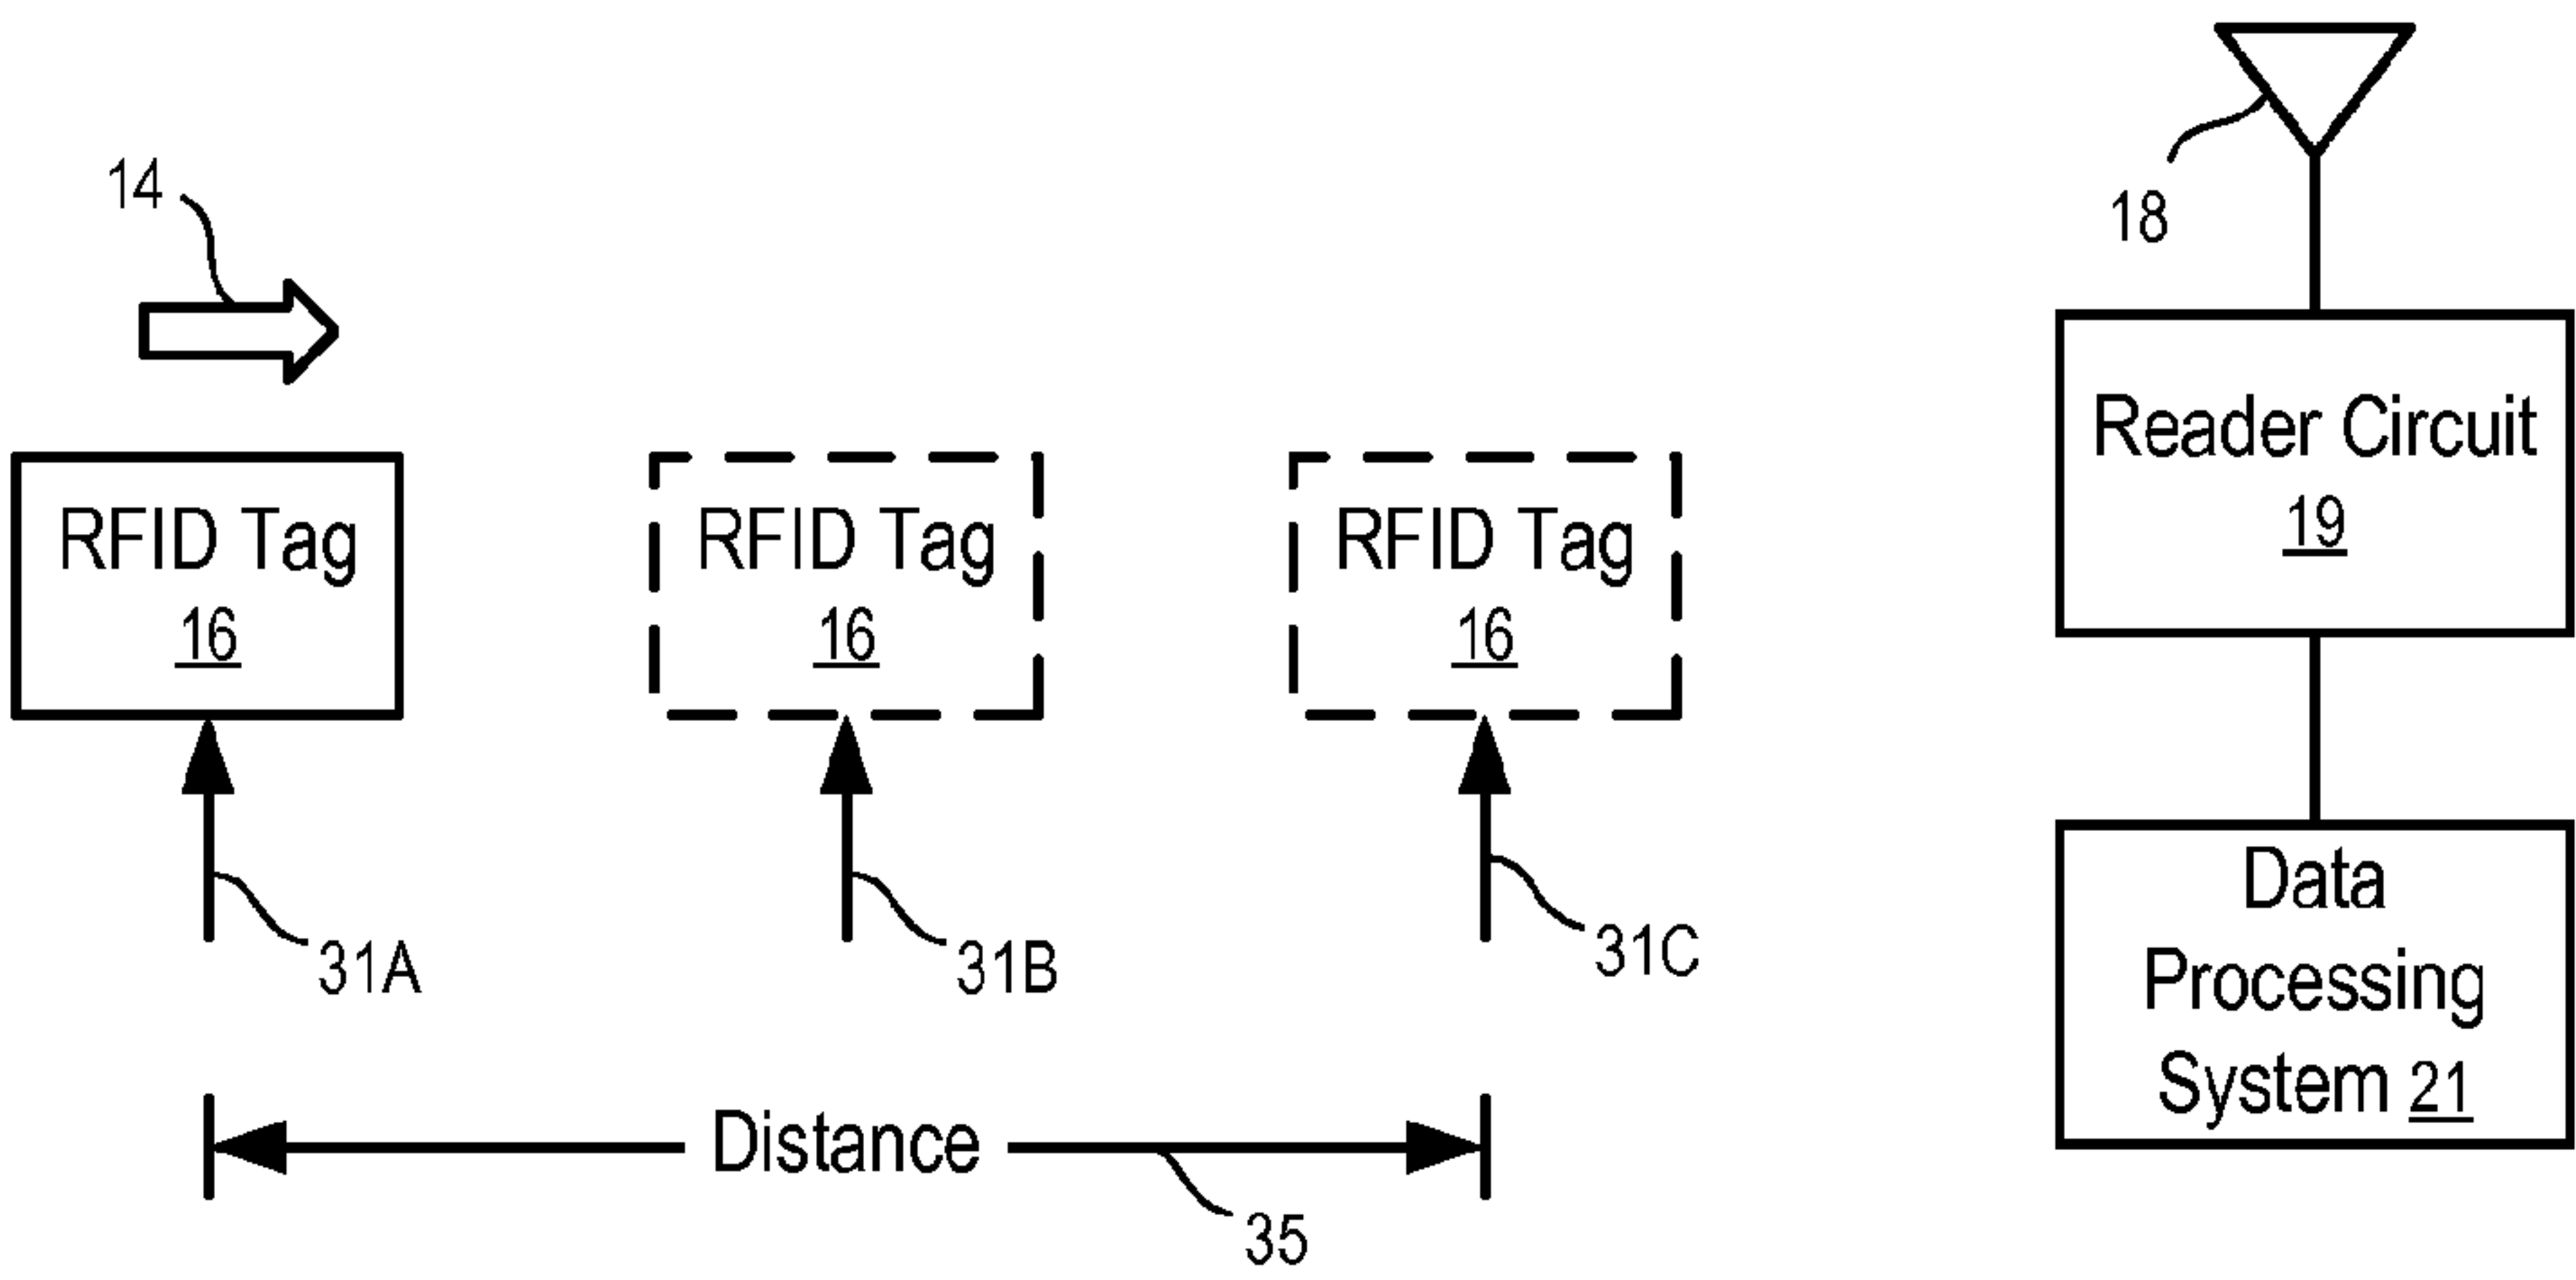 14
18
RFID Tag
16
RFID Tag
16
RFID Tag
16
Reader Circuit
19
31A
31B
31C
Data
Processing
System 21
Distance
35